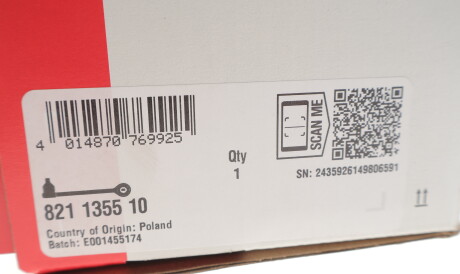 4 014870 769925
SCAN ME
Qty
1
SN: 2435926149806591
821 1355 10
Country of Origin: Poland
Batch: E001455174